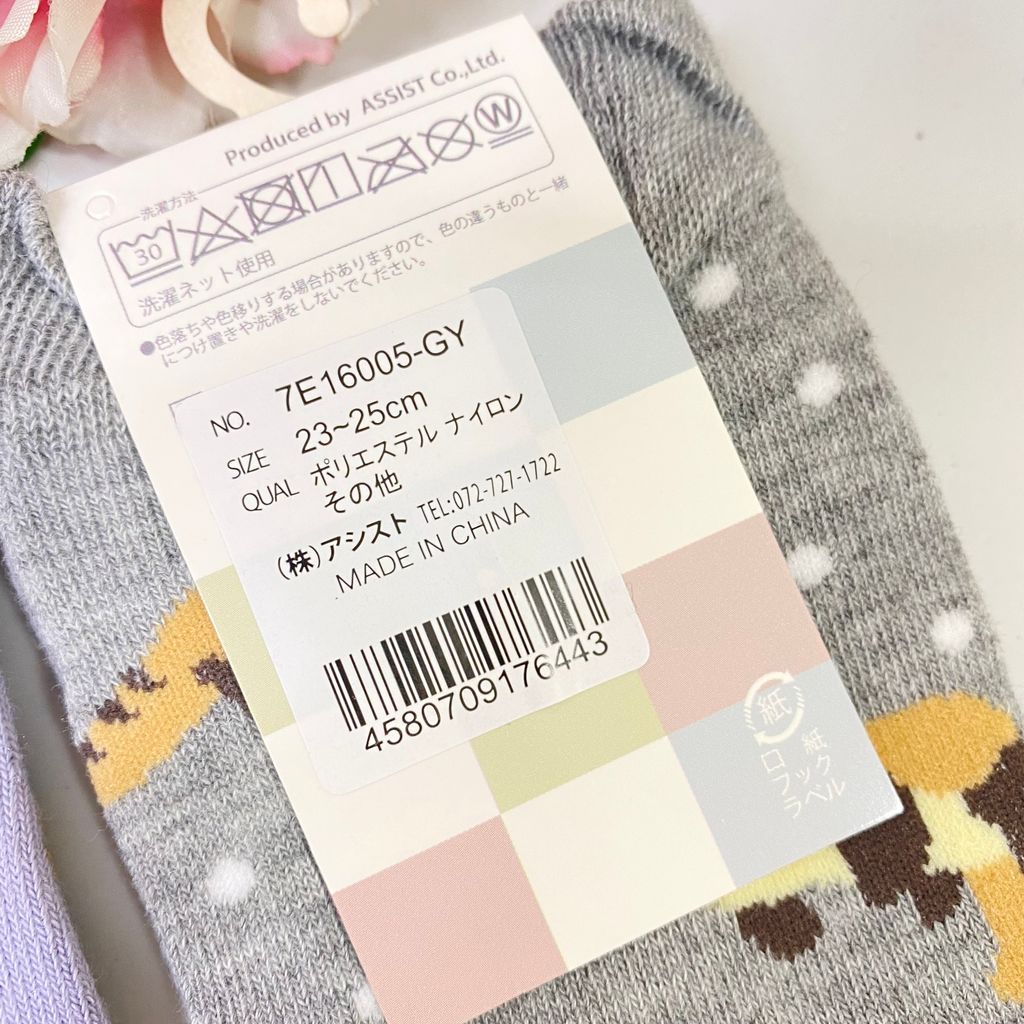 Produced by ASSIST Co.,Ltd.
洗濯方法
30
W
洗濯ネット使用
●色落ちや色移りする場合がありますので、色の違うものと一緒
につけ置きや洗濯をしないでください。
NO. 7E16005-GY
SIZE 23~25cm
QUAL ポリエステル ナイロン
その他
(株)アシスト TEL:072-727-1722
MADE IN CHINA
4580709176443
紙
口紙
フック
ラベル